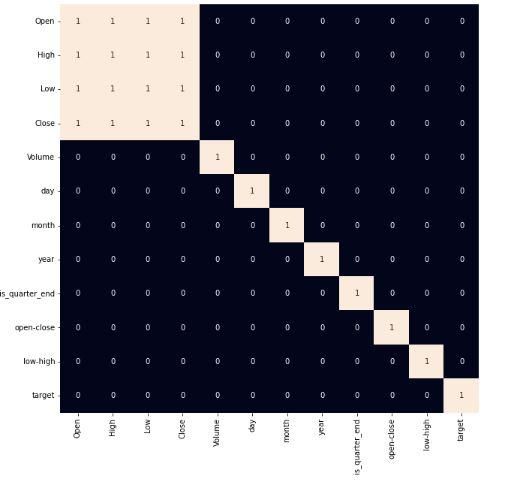 Open 1 1 1 1 0 0 0 0 0 0 0 0
High 1 1 1 1 0 0 0 0 0 0 0 0
Low 1 1 1 1 0 0 0 0 0 0 0 0
Close 1 1 1 1 0 0 0 0 0 0 0 0
Volume 0 0 0 0 1 0 0 0 0 0 0 0
day 0 0 0 0 0 1 0 0 0 0 0 0
month 0 0 0 0 0 0 1 0 0 0 0 0
year 0 0 0 0 0 0 0 1 0 0 0 0
is_quarter_end 0 0 0 0 0 0 0 0 1 0 0 0
open-close 0 0 0 0 0 0 0 0 0 1 0 0
low-high 0 0 0 0 0 0 0 0 0 0 1 0
target 0 0 0 0 0 0 0 0 0 0 0 1
Open High Low Close Volume day month year is_quarter_end open-close low-high target